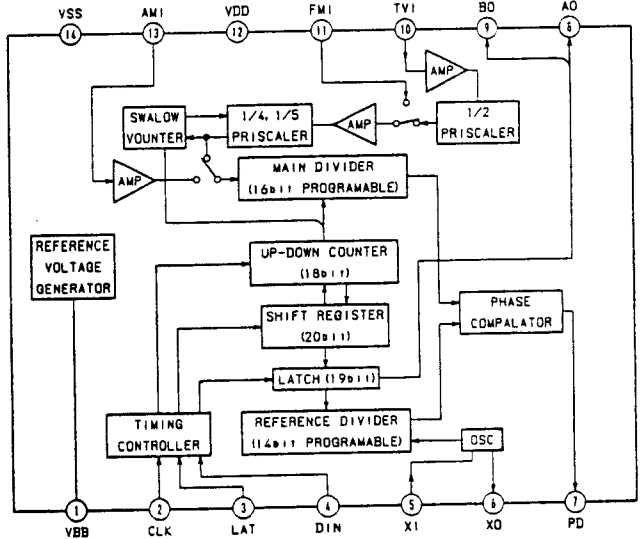 VSS AMI VDD FMI TVI BO AO
14 13 12 11 10 9 8
AMP
SWALOW
VOUNTER
1/4, 1/5
PRISCALER
AMP
1/2
PRISCALER
AMP
MAIN DIVIDER
(16bit PROGRAMABLE)
REFERENCE
VOLTAGE
GENERATOR
UP-DOWN COUNTER
(18bit)
SHIFT REGISTER
(20bit)
PHASE
COMPALATOR
LATCH (19bit)
TIMING
CONTROLLER
REFERENCE DIVIDER
(14bit PROGRAMABLE)
OSC
1 2 3 4 5 6 7
VBB CLK LAT DIN XI XO PD